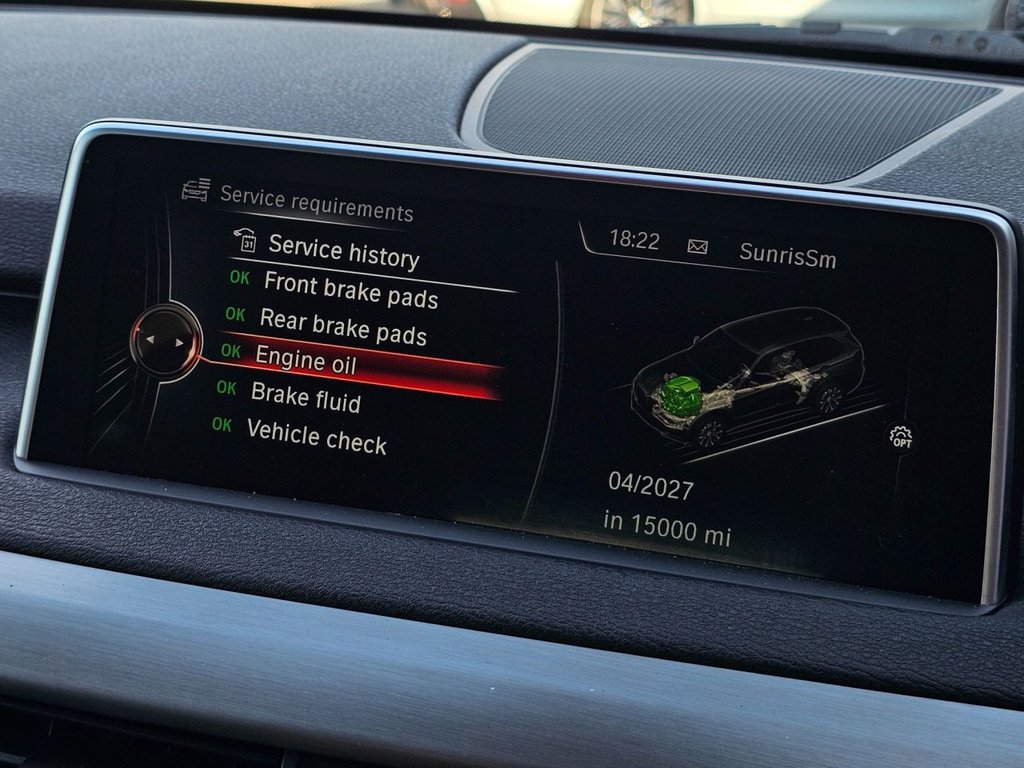 Service requirements
31 Service history
OK Front brake pads
OK Rear brake pads
OK Engine oil
OK Brake fluid
OK Vehicle check
18:22 SunrisSm
OPT
04/2027
in 15000 mi